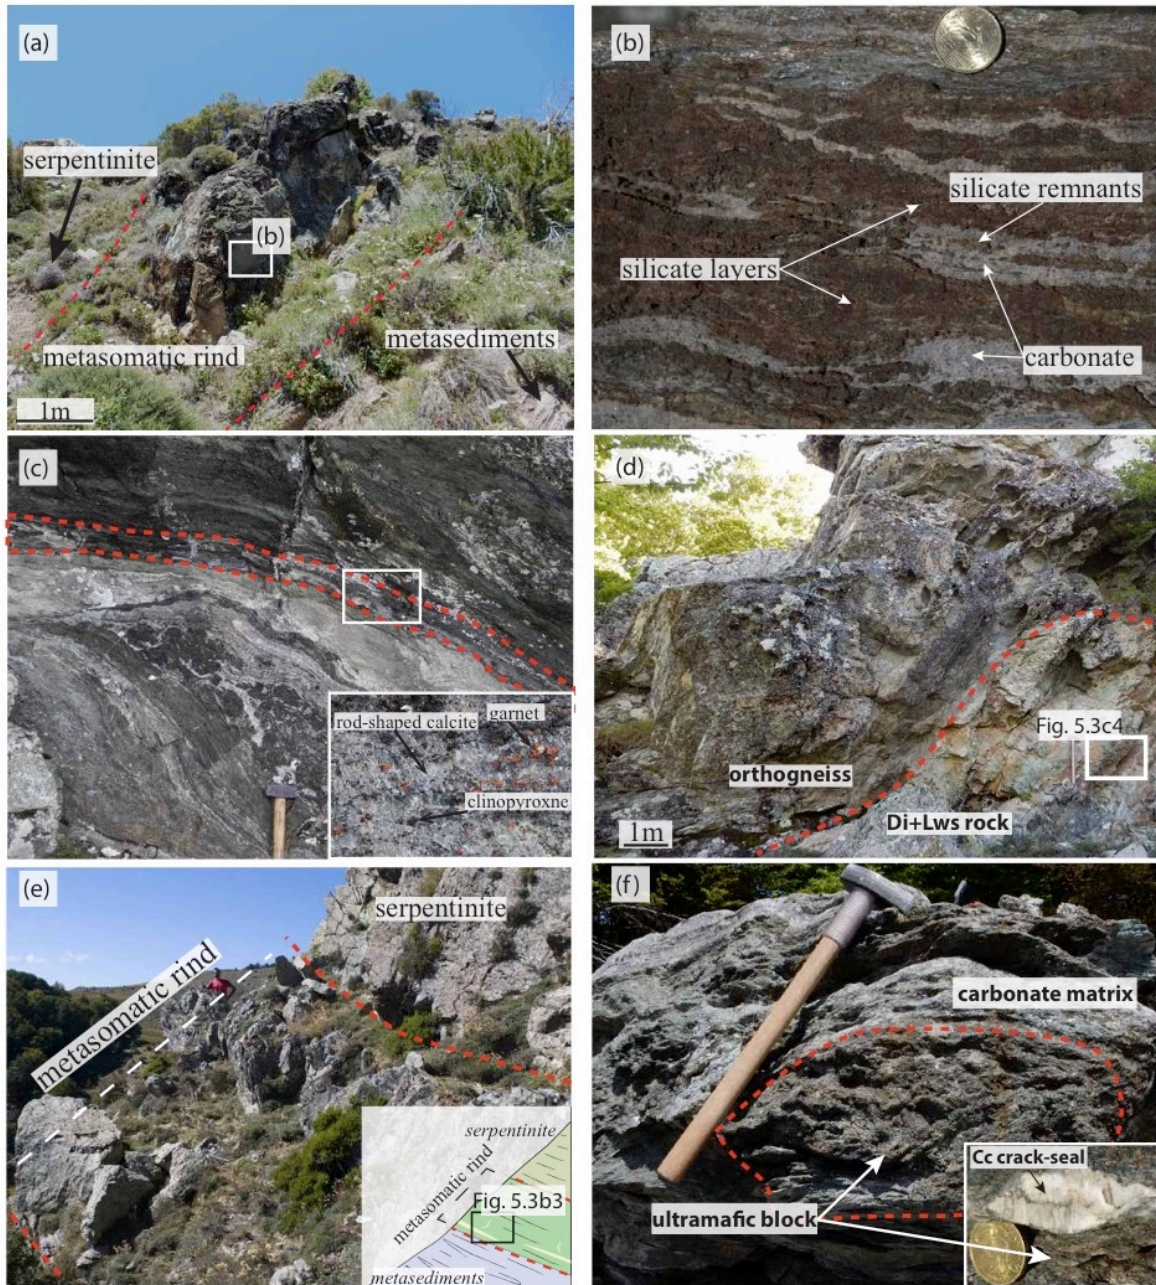 (a)
serpentinite
(b)
metasediments
metasomatic rind
1m
(b)
silicate remnants
silicate layers
carbonate
(c)
rod-shaped calcite
garnet
clinopyroxne
(d)
Fig. 5.3c4
orthogneiss
Di+Lws rock
1m
(e)
serpentinite
metasomatic rind
serpentinite
metasomatic rind
Fig. 5.3b3
metasediments
(f)
carbonate matrix
Cc crack-seal
ultramafic block